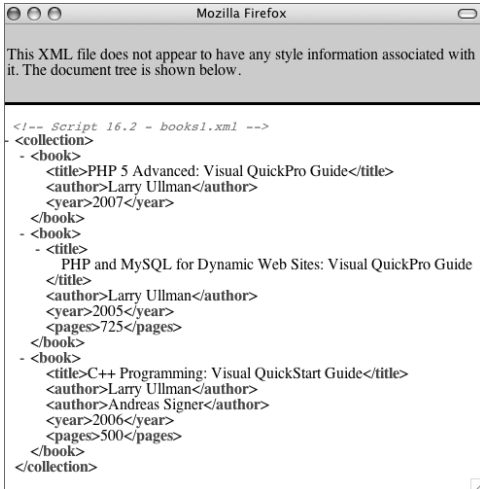 Mozilla Firefox
This XML file does not appear to have any style information associated with
it. The document tree is shown below.
<!-- Script 16.2 - books1.xml -->
- <collection>
- <book>
<title>PHP 5 Advanced: Visual QuickPro Guide</title>
<author>Larry Ullman</author>
<year>2007</year>
</book>
- <book>
- <title>
PHP and MySQL for Dynamic Web Sites: Visual QuickPro Guide
</title>
<author>Larry Ullman</author>
<year>2005</year>
<pages>725</pages>
</book>
- <book>
<title>C++ Programming: Visual QuickStart Guide</title>
<author>Larry Ullman</author>
<author>Andreas Signer</author>
<year>2006</year>
<pages>500</pages>
</book>
</collection>